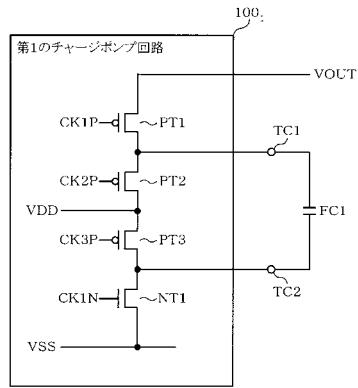 100
第1のチャージポンプ回路
VOUT
CK1P
PT1
TC1
CK2P
PT2
VDD
FC1
CK3P
PT3
TC2
CK1N
NT1
VSS